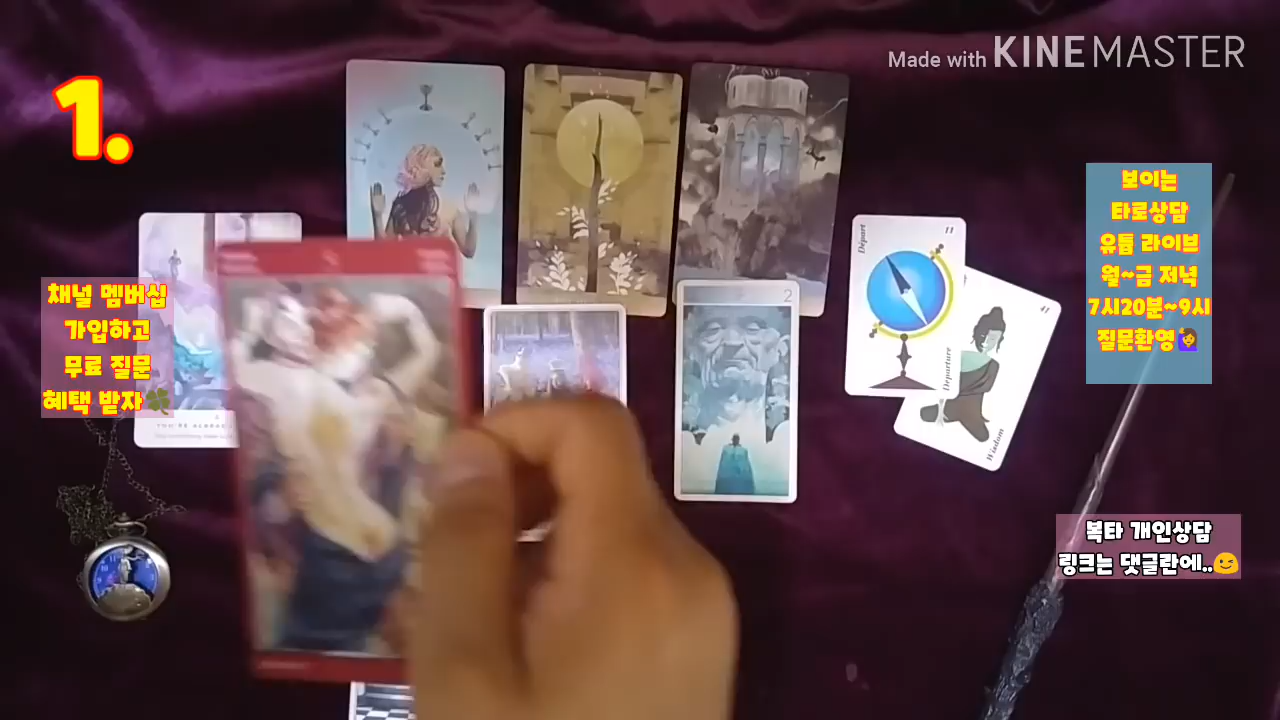 Made with KINEMASTER
1.
보이는
타로상담
유튭 라이브
월~금 저녁
7시20분~9시
질문환영🙋‍♀️
채널 멤버십
가입하고
무료 질문
혜택 받자🍀
Départ
11
2
41
Departure
Wisdom
복타 개인상담
링크는 댓글란에..😊